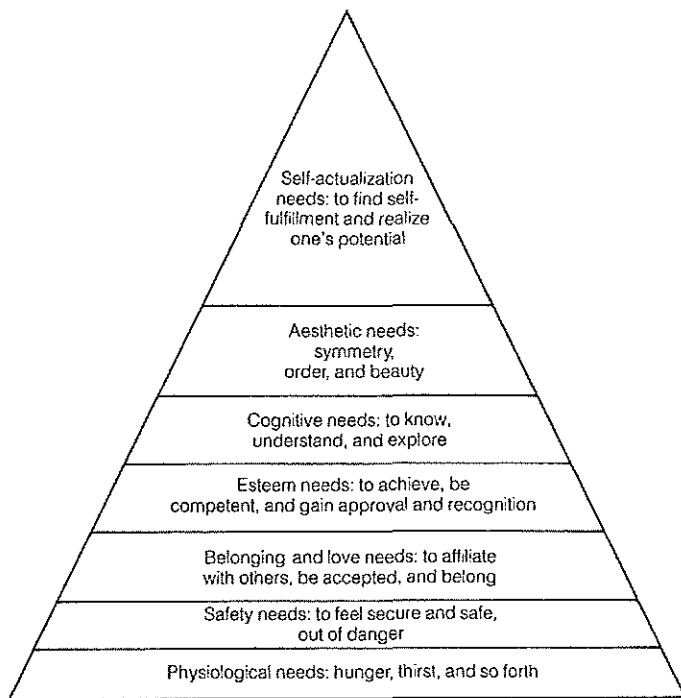 Self-actualization
needs: to find self-
fulfillment and realize
one's potential
Aesthetic needs:
symmetry,
order, and beauty
Cognitive needs: to know,
understand, and explore
Esteem needs: to achieve, be
competent, and gain approval and recognition
Belonging and love needs: to affiliate
with others, be accepted, and belong
Safety needs: to feel secure and safe,
out of danger
Physiological needs: hunger, thirst, and so forth